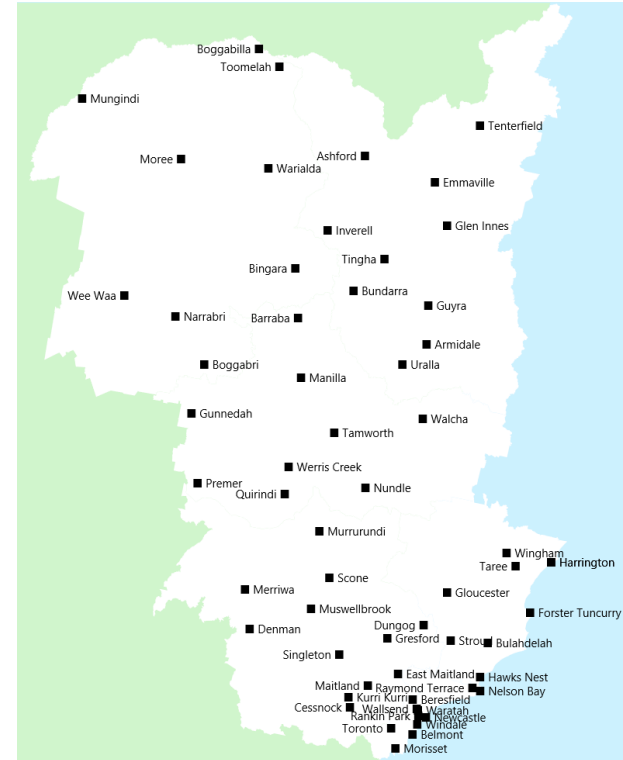 Boggabilla
Toomelah
Mungindi
Tenterfield
Ashford
Moree
Warialda
Emmaville
Glen Innes
Inverell
Tingha
Bingara
Bundarra
Wee Waa
Guyra
Narrabri
Barraba
Armidale
Boggabri
Uralla
Manilla
Gunnedah
Walcha
Tamworth
Werris Creek
Premer
Nundle
Quirindi
Murrurundi
Wingham
Harrington
Taree
Scone
Merriwa
Gloucester
Muswellbrook
Forster Tuncurry
Dungog
Denman
Gresford
Stroud
Bulahdelah
Singleton
East Maitland
Hawks Nest
Maitland
Raymond Terrace
Nelson Bay
Kurri Kurri
Beresfield
Cessnock
Wallsend
Waratah
Rankin Park
Newcastle
Windale
Toronto
Belmont
Morisset